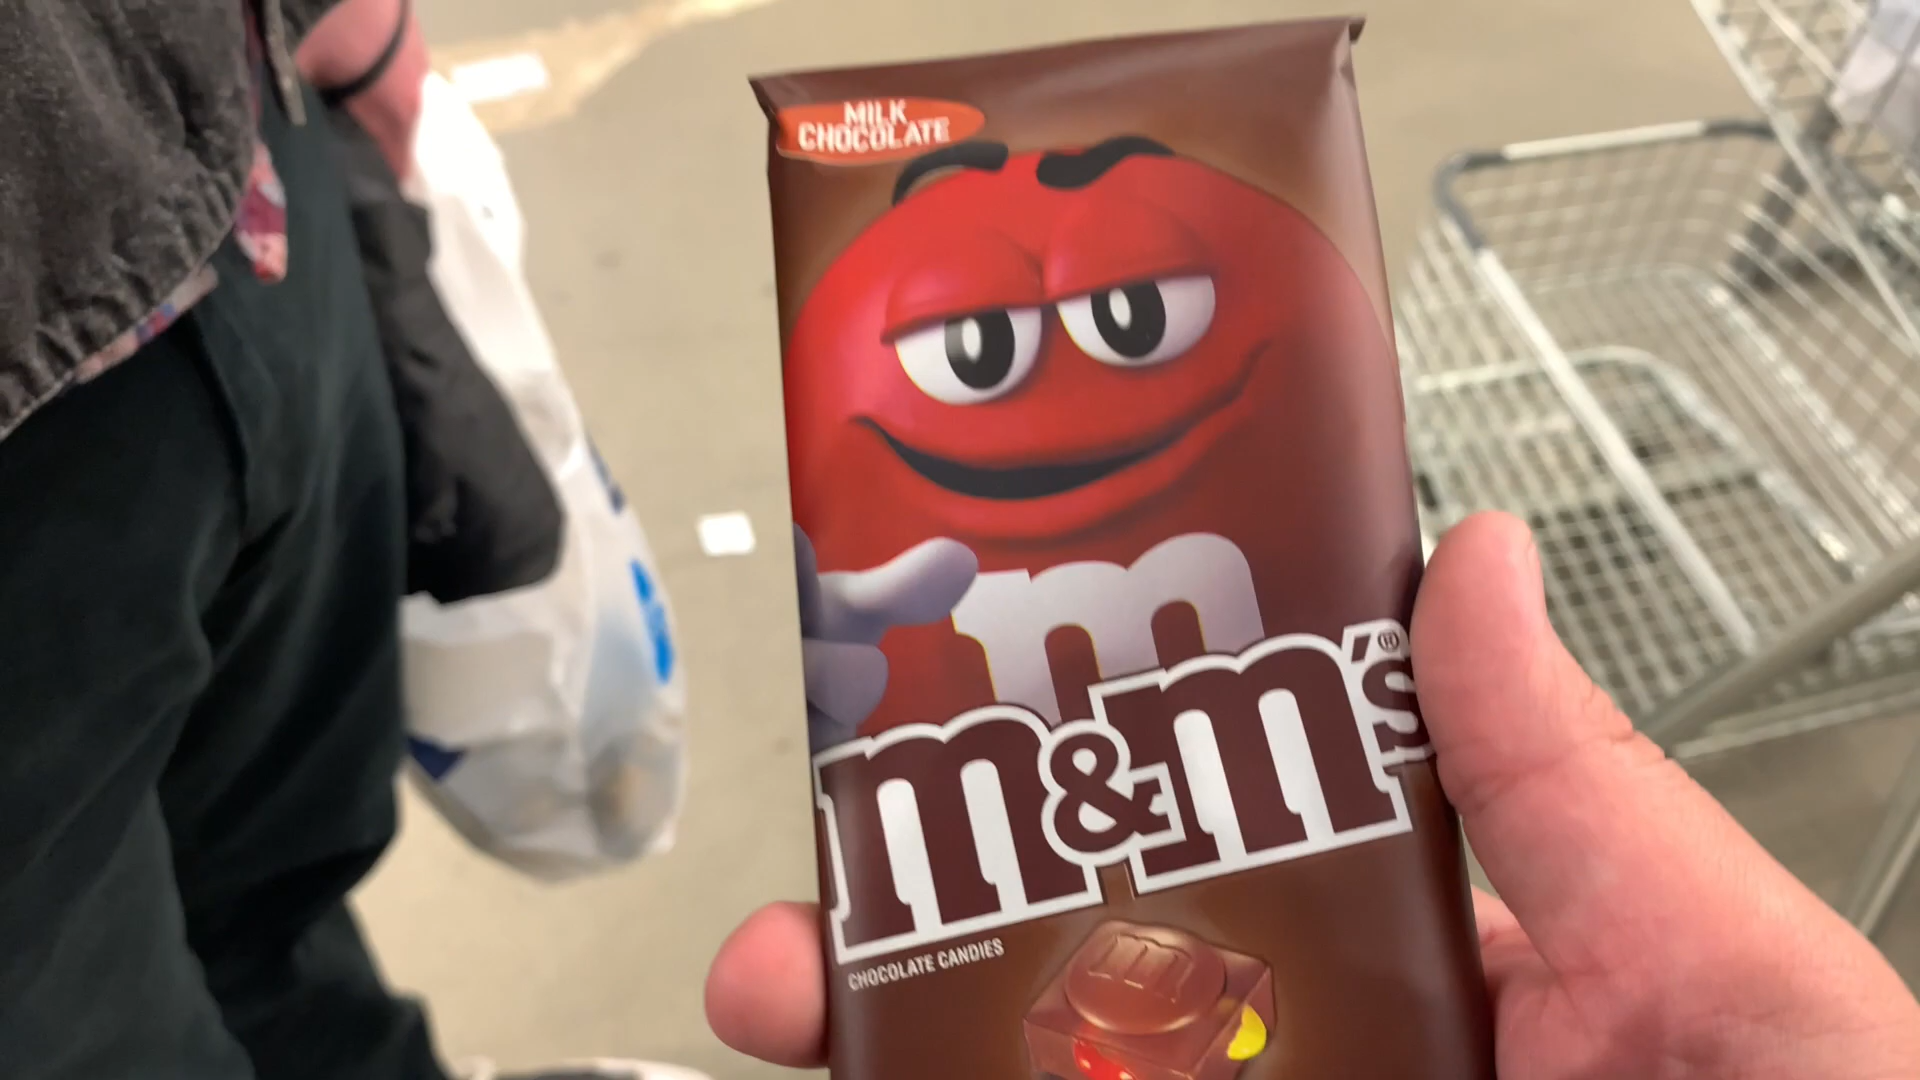 MILK
CHOCOLATE
m
m&m's®
CHOCOLATE CANDIES
m